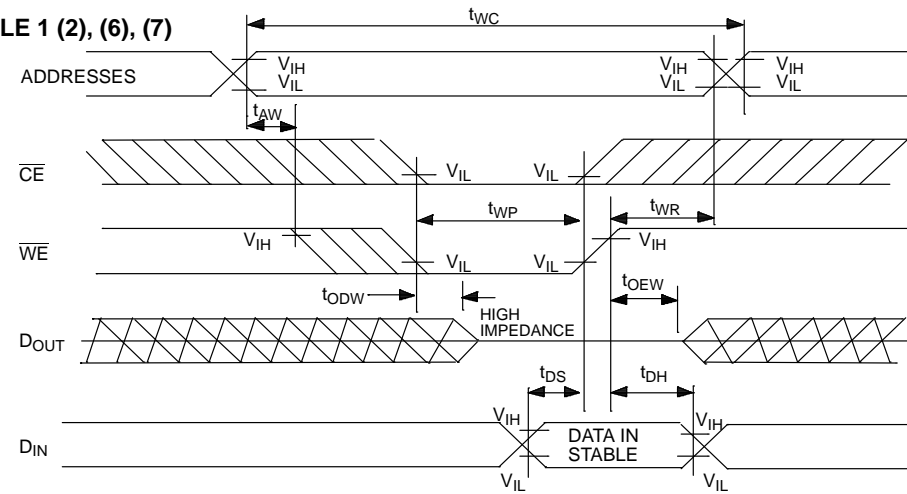 LE 1 (2), (6), (7)
tWC
ADDRESSES
VIH
VIL
VIH
VIL
VIH
VIL
tAW
CE
VIL
VIL
tWP
tWR
WE
VIH
VIL
VIL
VIH
tODW
tOEW
DOUT
HIGH
IMPEDANCE
tDS
tDH
DIN
VIH
VIL
DATA IN
STABLE
VIH
VIL